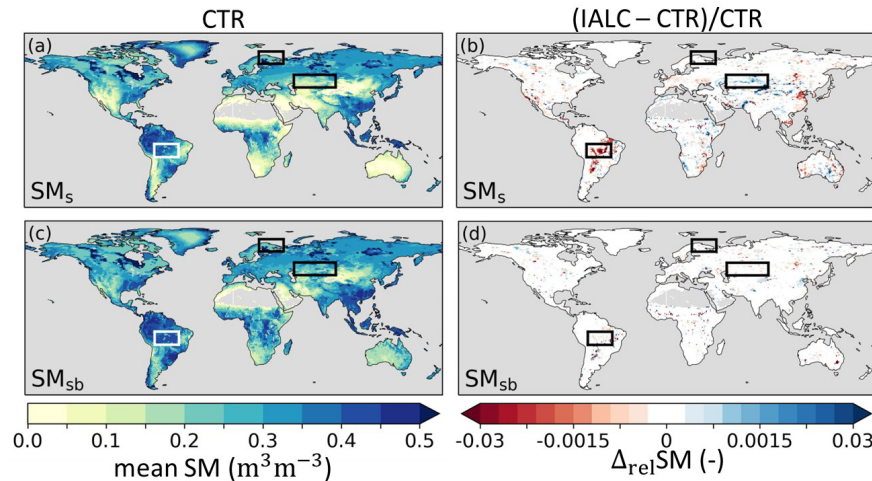 CTR
(IALC – CTR)/CTR
(a)
(b)
SMs
SMs
(c)
(d)
SMsb
SMsb
0.0 0.1 0.2 0.3 0.4 0.5
-0.03 -0.0015 0 0.0015 0.03
mean SM (m³m⁻³)
ΔrelSM (-)